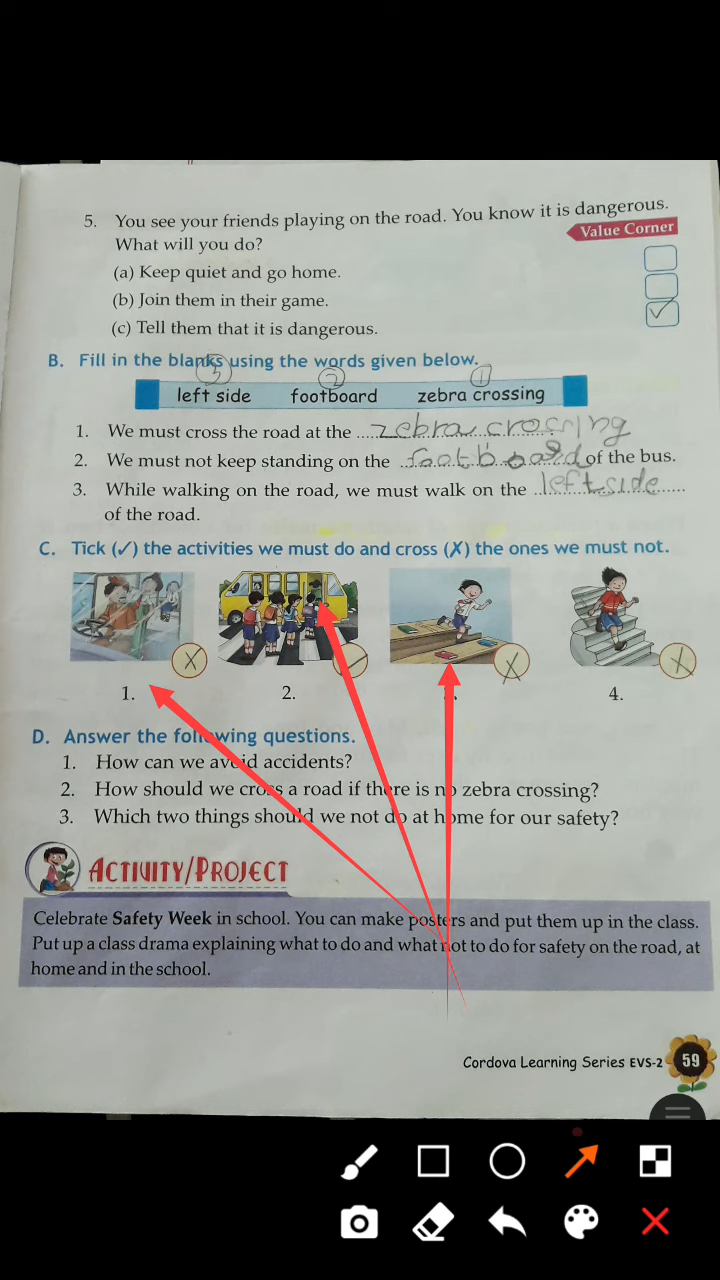 5. You see your friends playing on the road. You know it is dangerous.
What will you do?
Value Corner
(a) Keep quiet and go home.
(b) Join them in their game.
(c) Tell them that it is dangerous. ✓
B. Fill in the blanks using the words given below.
3 2 1
left side footboard zebra crossing
1. We must cross the road at the zebra crossing
2. We must not keep standing on the footboard of the bus.
3. While walking on the road, we must walk on the left side
of the road.
C. Tick (✓) the activities we must do and cross (✗) the ones we must not.
✗ ✓ ✗ ✗
1. 2. 4.
D. Answer the following questions.
1. How can we avoid accidents?
2. How should we cross a road if there is no zebra crossing?
3. Which two things should we not do at home for our safety?
ACTIVITY/PROJECT
Celebrate Safety Week in school. You can make posters and put them up in the class.
Put up a class drama explaining what to do and what not to do for safety on the road, at
home and in the school.
Cordova Learning Series EVS-2 59